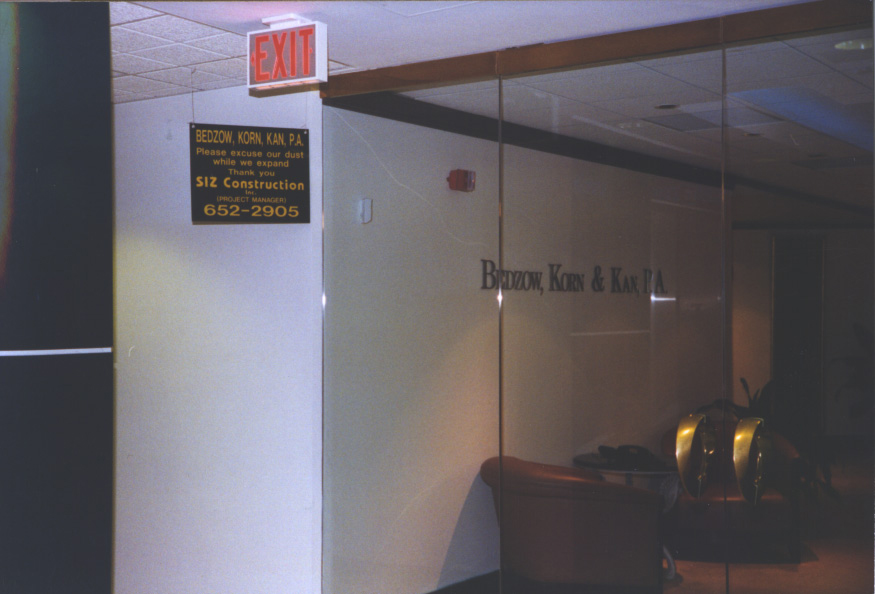 EXIT
BEDZOW, KORN, KAN, P.A.
Please excuse our dust
while we expand
Thank you
SIZ Construction
Inc.
(PROJECT MANAGER)
652-2905
BEDZOW, KORN & KAN, P.A.